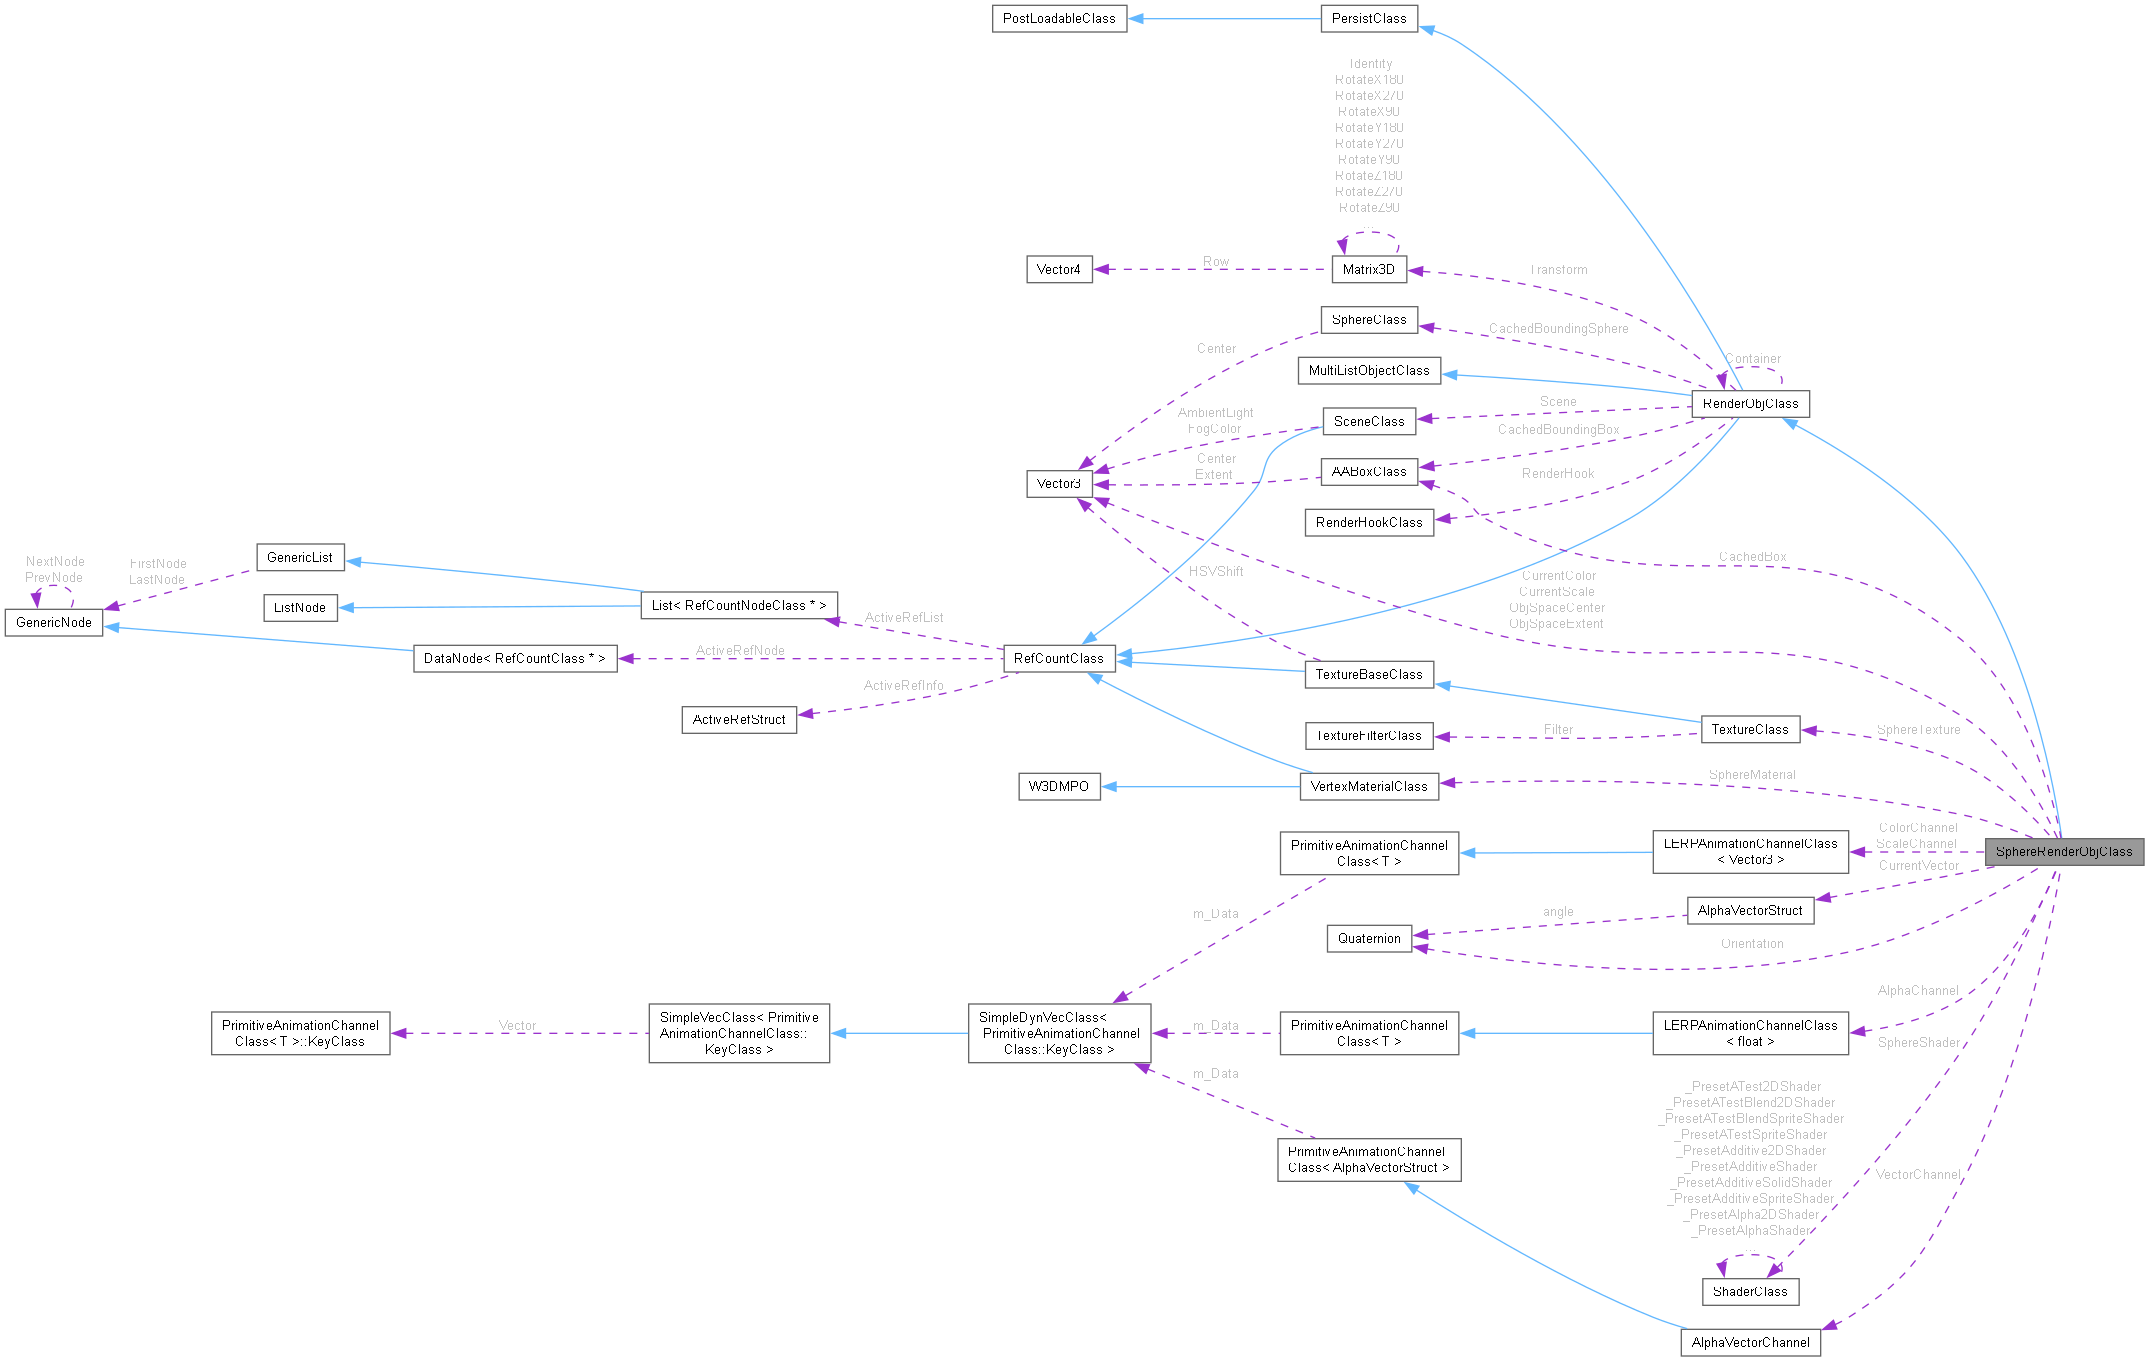 PostLoadableClass
PersistClass
Identity
RotateX180
RotateX270
RotateX90
RotateY180
RotateY270
RotateY90
RotateZ180
RotateZ270
RotateZ90
...
Vector4
Row
Matrix3D
Transform
SphereClass
CachedBoundingSphere
Center
Container
MultiListObjectClass
RenderObjClass
Scene
AmbientLight
FogColor
SceneClass
CachedBoundingBox
Center
Extent
AABoxClass
Vector3
RenderHook
RenderHookClass
CachedBox
HSVShift
CurrentColor
CurrentScale
ObjSpaceCenter
ObjSpaceExtent
NextNode
PrevNode
FirstNode
LastNode
GenericList
ListNode
List< RefCountNodeClass * >
GenericNode
ActiveRefList
DataNode< RefCountClass * >
ActiveRefNode
RefCountClass
TextureBaseClass
ActiveRefInfo
ActiveRefStruct
TextureFilterClass
Filter
TextureClass
SphereTexture
W3DMPO
VertexMaterialClass
SphereMaterial
PrimitiveAnimationChannel
Class< T >
LERPAnimationChannelClass
< Vector3 >
ColorChannel
ScaleChannel
SphereRenderObjClass
CurrentVector
m_Data
angle
AlphaVectorStruct
Quaternion
Orientation
AlphaChannel
PrimitiveAnimationChannel
Class< T >::KeyClass
Vector
SimpleVecClass< Primitive
AnimationChannelClass::
KeyClass >
SimpleDynVecClass<
PrimitiveAnimationChannel
Class::KeyClass >
m_Data
PrimitiveAnimationChannel
Class< T >
LERPAnimationChannelClass
< float >
SphereShader
m_Data
_PresetATest2DShader
_PresetATestBlend2DShader
_PresetATestBlendSpriteShader
_PresetATestSpriteShader
_PresetAdditive2DShader
_PresetAdditiveShader
_PresetAdditiveSolidShader
_PresetAdditiveSpriteShader
_PresetAlpha2DShader
_PresetAlphaShader
...
PrimitiveAnimationChannel
Class< AlphaVectorStruct >
VectorChannel
ShaderClass
AlphaVectorChannel